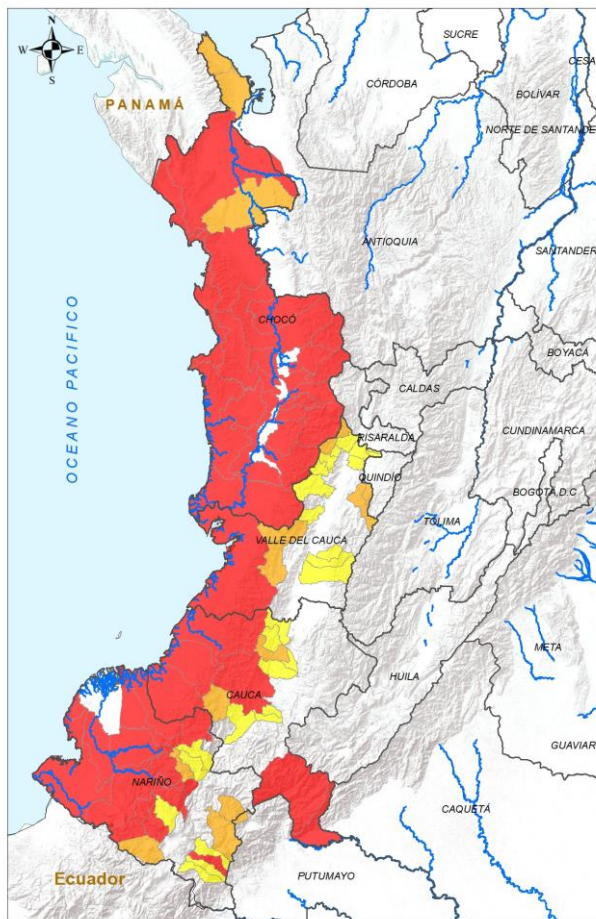 N
W E
S
SUCRE
CESA
CÓRDOBA
BOLÍVAR
PANAMÁ
NORTE DE SANTANDE
ANTIOQUIA
SANTANDER
OCEANO PACIFICO
CHOCÓ
BOYACÁ
CALDAS
CUNDINAMARCA
RISARALDA
QUINDÍO
BOGOTÁ D.C
TOLIMA
VALLE DEL CAUCA
META
HUILA
CAUCA
GUAVIAR
NARIÑO
CAQUETÁ
PUTUMAYO
Ecuador